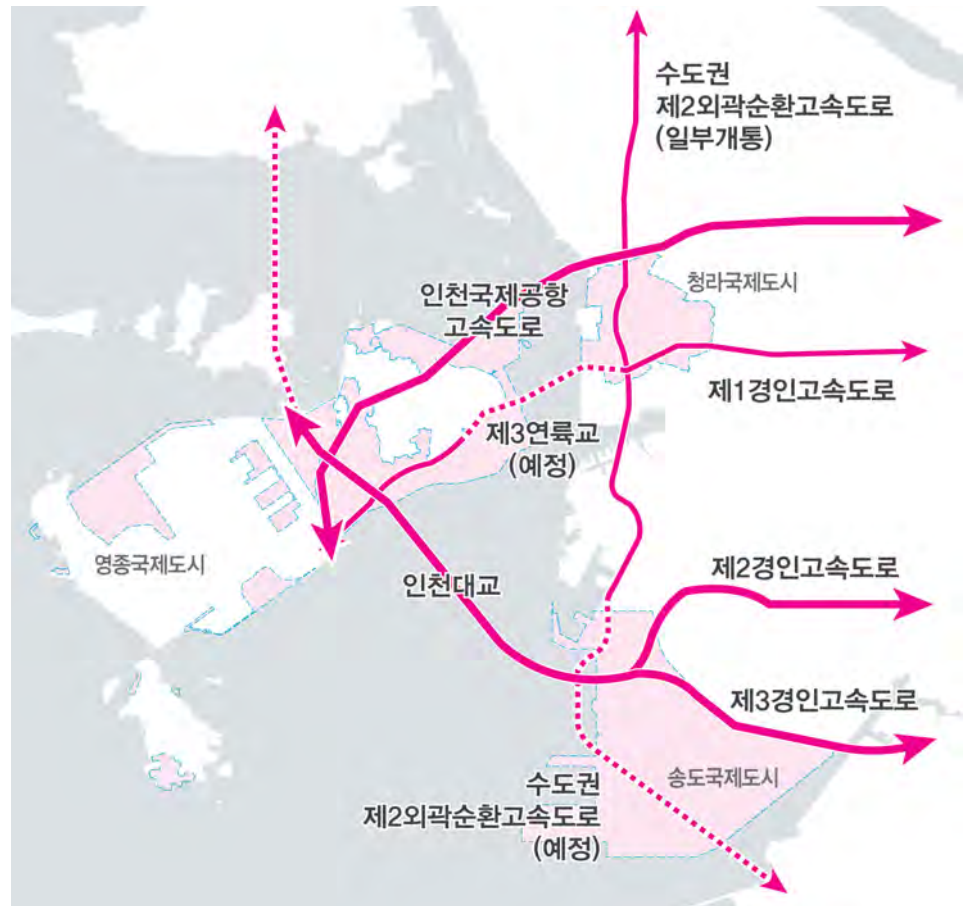 수도권
제2외곽순환고속도로
(일부개통)
청라국제도시
인천국제공항
고속도로
제1경인고속도로
제3연륙교
(예정)
영종국제도시
인천대교
제2경인고속도로
제3경인고속도로
송도국제도시
수도권
제2외곽순환고속도로
(예정)